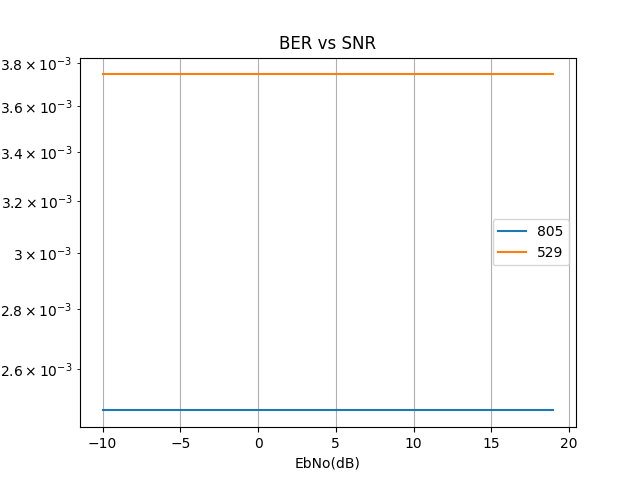 BER vs SNR
3.8 × 10⁻³
3.6 × 10⁻³
3.4 × 10⁻³
3.2 × 10⁻³
3 × 10⁻³
2.8 × 10⁻³
2.6 × 10⁻³
805
529
−10 −5 0 5 10 15 20
EbNo(dB)